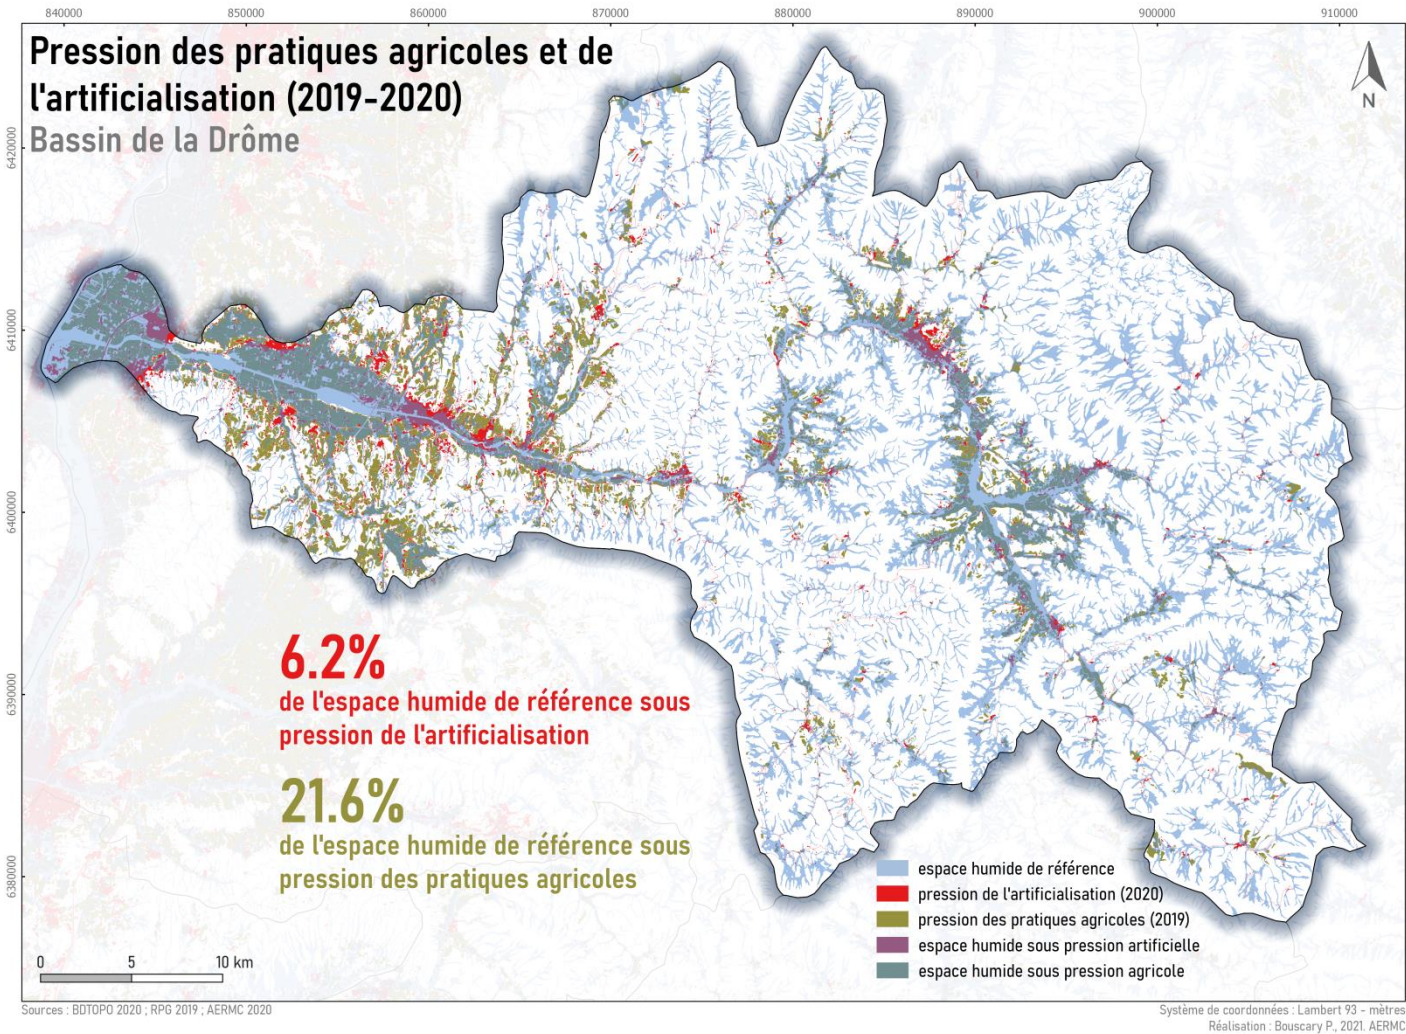 840000 850000 860000 870000 880000 890000 900000 910000
Pression des pratiques agricoles et de
l'artificialisation (2019-2020)
Bassin de la Drôme
N
6420000
6410000
6400000
6390000
6380000
6.2%
de l'espace humide de référence sous
pression de l'artificialisation
21.6%
de l'espace humide de référence sous
pression des pratiques agricoles
espace humide de référence
pression de l'artificialisation (2020)
pression des pratiques agricoles (2019)
espace humide sous pression artificielle
espace humide sous pression agricole
0 5 10 km
Sources : BDTOPO 2020 ; RPG 2019 ; AERMC 2020
Système de coordonnées : Lambert 93 - mètres
Réalisation : Bouscary P., 2021. AERMC